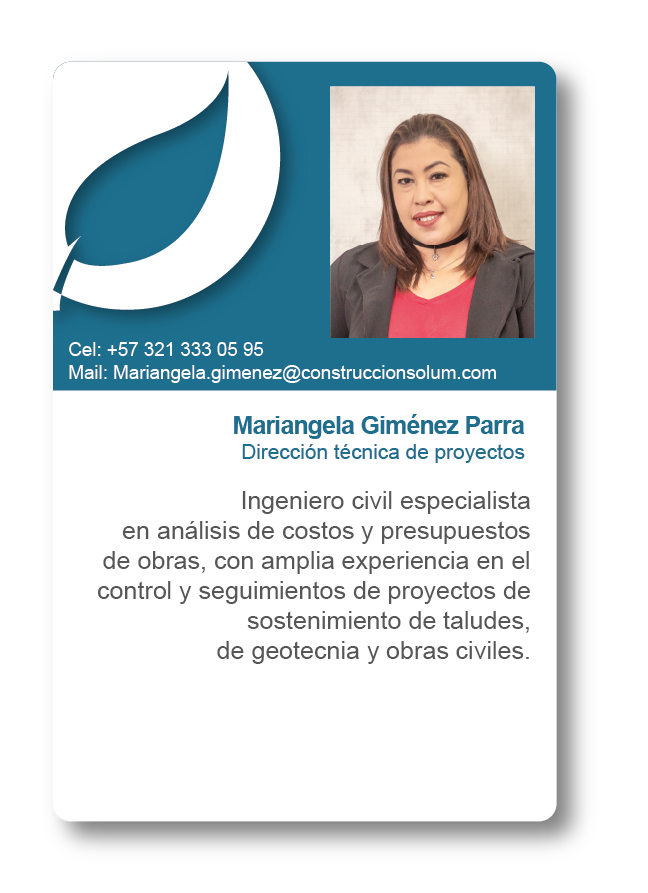 Cel: +57 321 333 05 95
Mail: Mariangela.gimenez@construccionsolum.com
Mariangela Giménez Parra
Dirección técnica de proyectos
Ingeniero civil especialista
en análisis de costos y presupuestos
de obras, con amplia experiencia en el
control y seguimientos de proyectos de
sostenimiento de taludes,
de geotecnia y obras civiles.